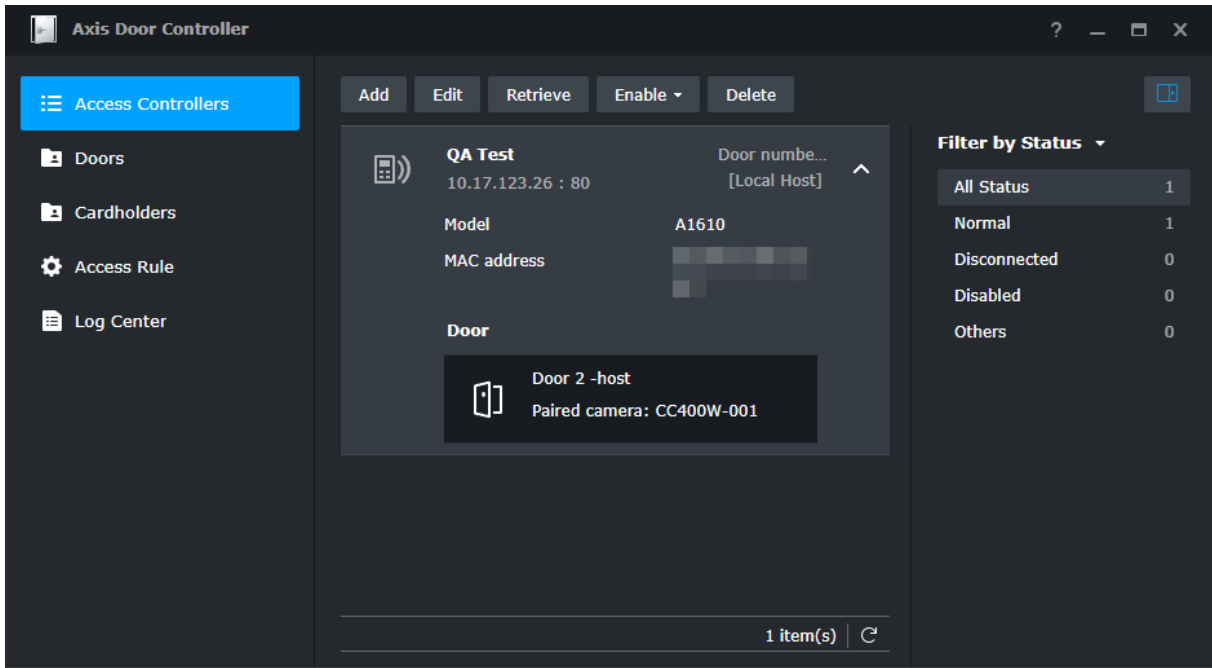 Axis Door Controller
?
Access Controllers
Doors
Cardholders
Access Rule
Log Center
Add Edit Retrieve Enable Delete
QA Test Door numbe...
10.17.123.26 : 80 [Local Host]
Model A1610
MAC address
Door
Door 2 -host
Paired camera: CC400W-001
1 item(s)
Filter by Status
All Status 1
Normal 1
Disconnected 0
Disabled 0
Others 0